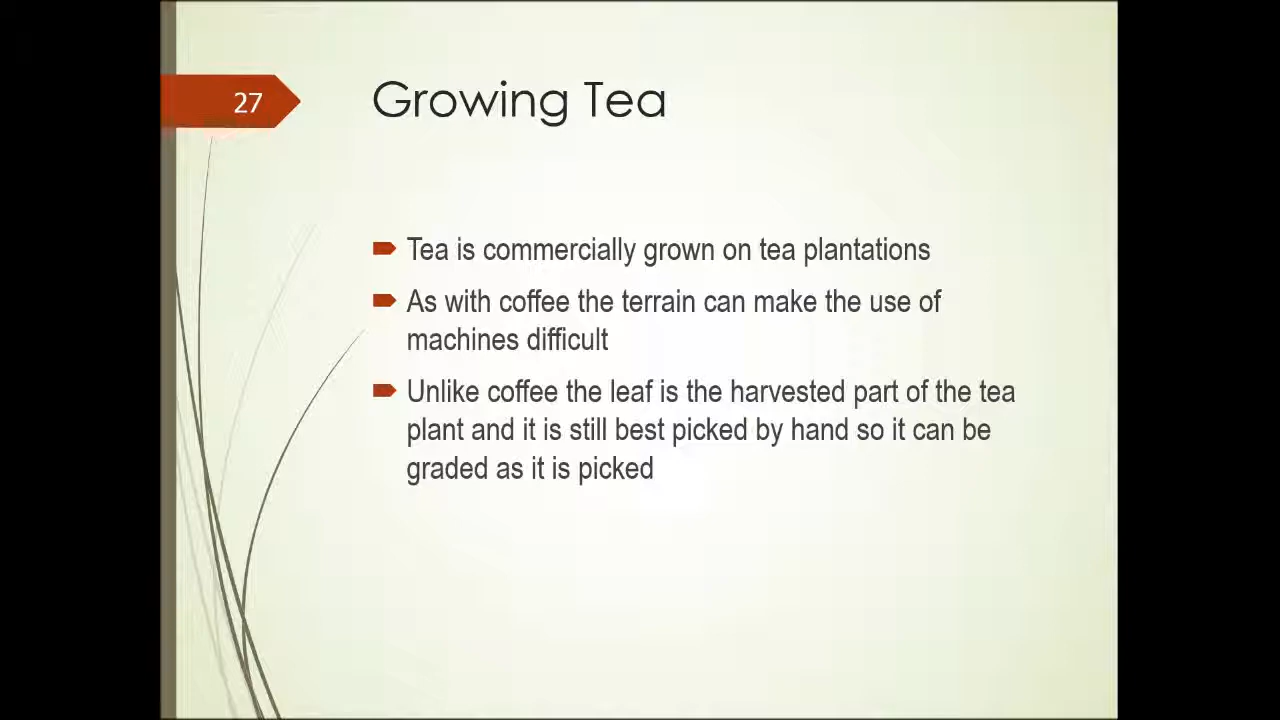 27
Growing Tea
Tea is commercially grown on tea plantations
As with coffee the terrain can make the use of
machines difficult
Unlike coffee the leaf is the harvested part of the tea
plant and it is still best picked by hand so it can be
graded as it is picked